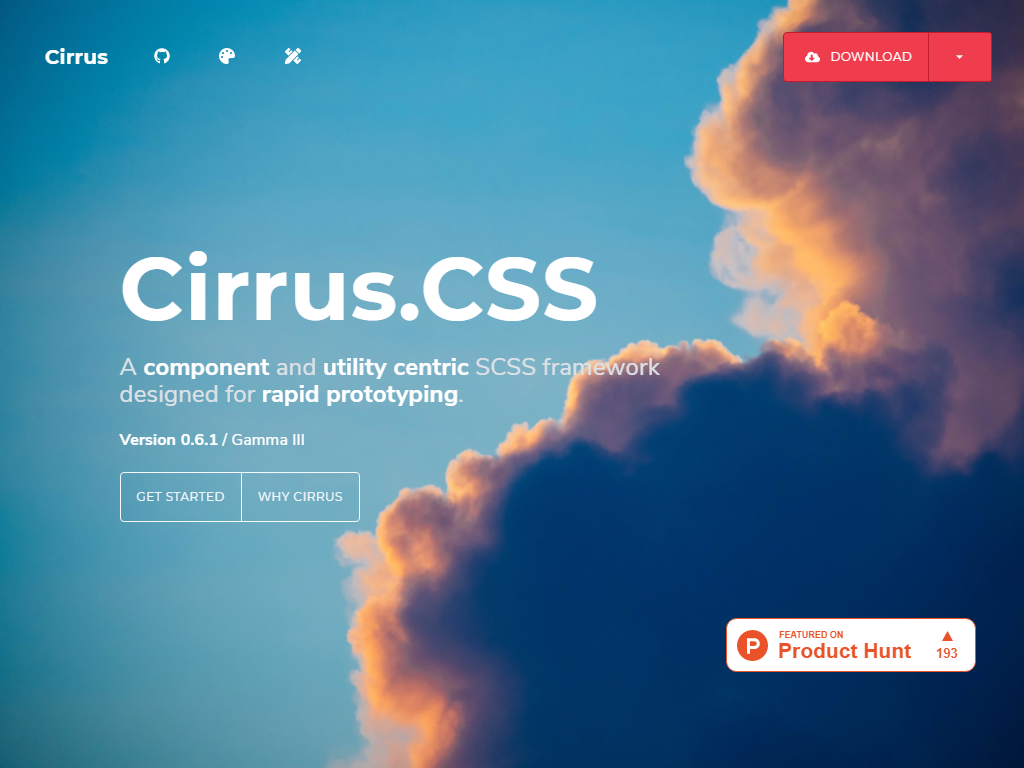 Cirrus
DOWNLOAD
Cirrus.CSS
A component and utility centric SCSS framework
designed for rapid prototyping.
Version 0.6.1 / Gamma III
GET STARTED
WHY CIRRUS
FEATURED ON
Product Hunt
193